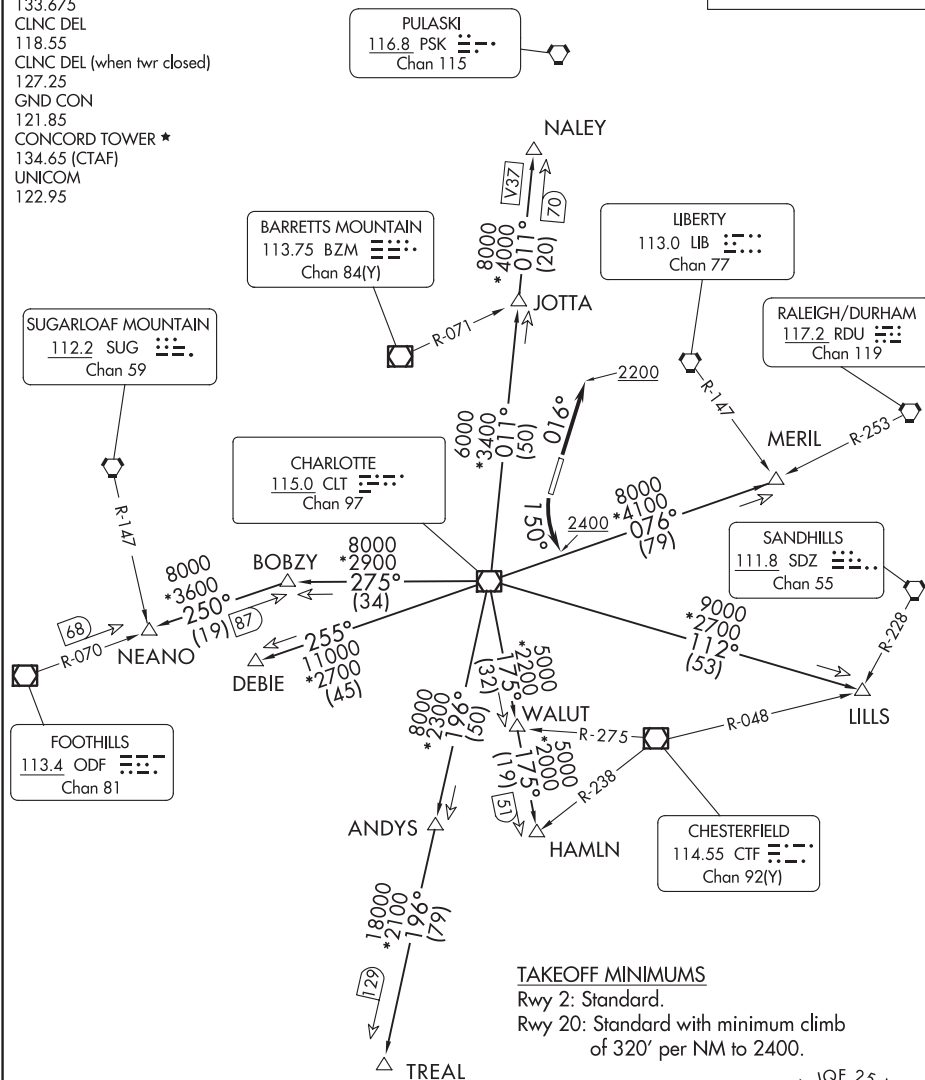 133.675
CLNC DEL
118.55
CLNC DEL (when twr closed)
127.25
GND CON
121.85
CONCORD TOWER ★
134.65 (CTAF)
UNICOM
122.95
PULASKI
116.8 PSK
Chan 115
NALEY
V37
70
8000
*4000
011°
(20)
BARRETTS MOUNTAIN
113.75 BZM
Chan 84(Y)
LIBERTY
113.0 LIB
Chan 77
JOTTA
R-071
SUGARLOAF MOUNTAIN
112.2 SUG
Chan 59
RALEIGH/DURHAM
117.2 RDU
Chan 119
2200
016°
R-147
R-253
MERIL
6000
*3400
011°
(50)
CHARLOTTE
115.0 CLT
Chan 97
150°
2400
8000
*4100
076°
(79)
SANDHILLS
111.8 SDZ
Chan 55
R-147
BOBZY
8000
*2900
275°
(34)
8000
*3600
250°
(19)
87
68
R-070
NEANO
255°
11000
*2700
(45)
DEBIE
9000
*2700
112°
(53)
R-228
LILLS
5000
*2200
175°
(32)
WALUT
R-275
R-048
R-238
8000
*2300
196°
(50)
5000
*2000
175°
(19)
51
FOOTHILLS
113.4 ODF
Chan 81
ANDYS
HAMLN
CHESTERFIELD
114.55 CTF
Chan 92(Y)
18000
*2100
196°
(79)
129
TREAL
TAKEOFF MINIMUMS
Rwy 2: Standard.
Rwy 20: Standard with minimum climb
of 320' per NM to 2400.
JQF 25